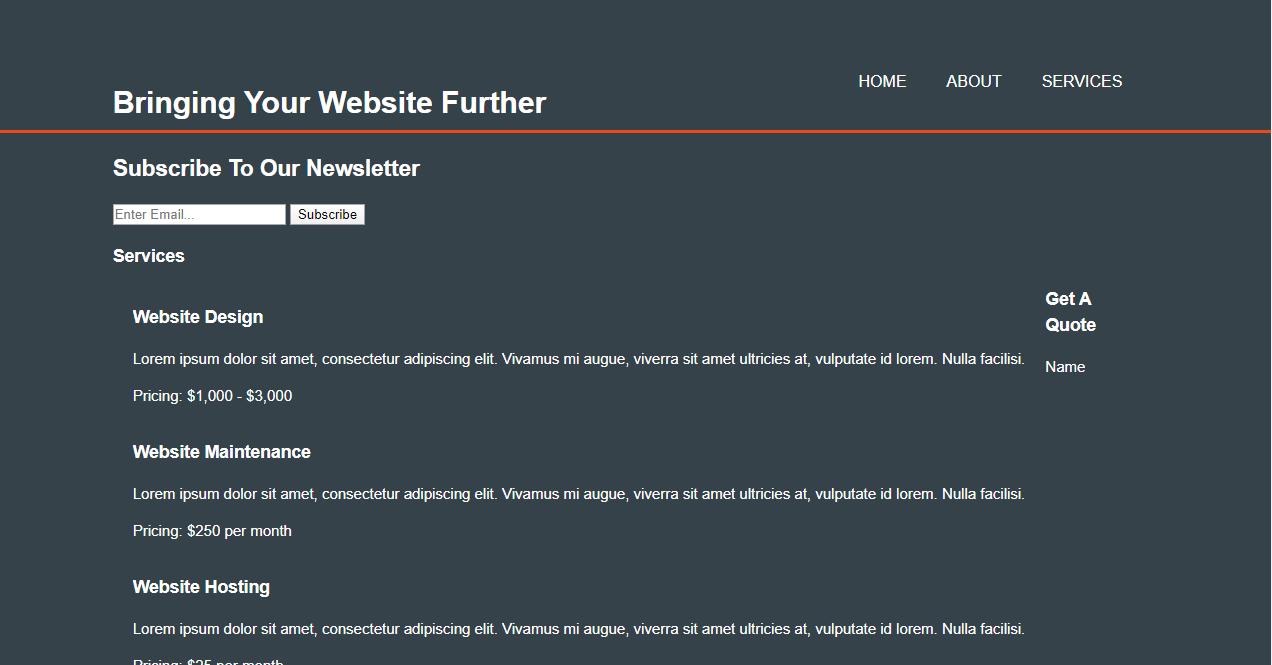 HOME ABOUT SERVICES
Bringing Your Website Further
Subscribe To Our Newsletter
Enter Email... Subscribe
Services
Website Design
Lorem ipsum dolor sit amet, consectetur adipiscing elit. Vivamus mi augue, viverra sit amet ultricies at, vulputate id lorem. Nulla facilisi.
Pricing: $1,000 - $3,000
Website Maintenance
Lorem ipsum dolor sit amet, consectetur adipiscing elit. Vivamus mi augue, viverra sit amet ultricies at, vulputate id lorem. Nulla facilisi.
Pricing: $250 per month
Website Hosting
Lorem ipsum dolor sit amet, consectetur adipiscing elit. Vivamus mi augue, viverra sit amet ultricies at, vulputate id lorem. Nulla facilisi.
Pricing: $25 per month
Get A
Quote
Name